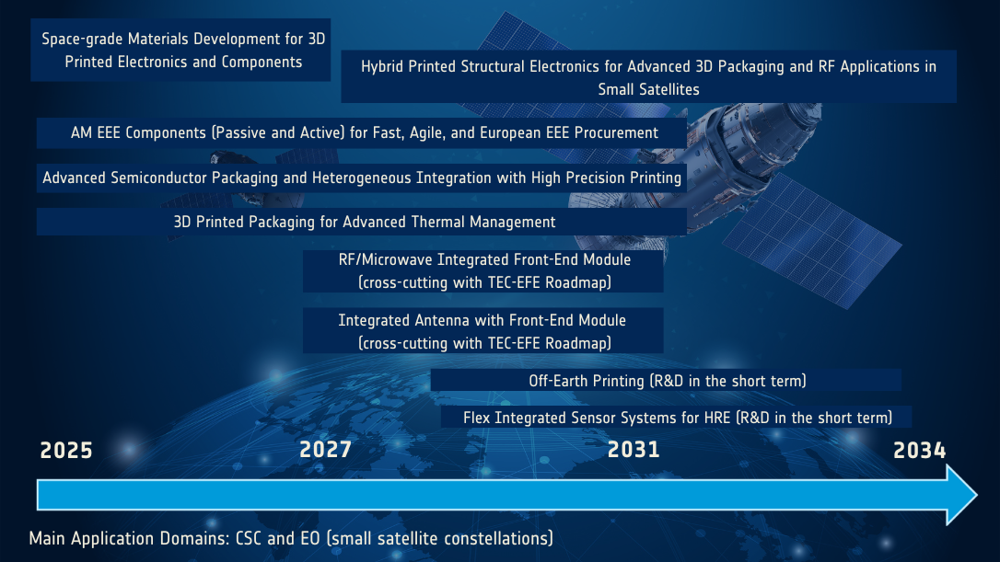 Space-grade Materials Development for 3D
Printed Electronics and Components
Hybrid Printed Structural Electronics for Advanced 3D Packaging and RF Applications in
Small Satellites
AM EEE Components (Passive and Active) for Fast, Agile, and European EEE Procurement
Advanced Semiconductor Packaging and Heterogeneous Integration with High Precision Printing
3D Printed Packaging for Advanced Thermal Management
RF/Microwave Integrated Front-End Module
(cross-cutting with TEC-EFE Roadmap)
Integrated Antenna with Front-End Module
(cross-cutting with TEC-EFE Roadmap)
Off-Earth Printing (R&D in the short term)
Flex Integrated Sensor Systems for HRE (R&D in the short term)
2025 2027 2031 2034
Main Application Domains: CSC and EO (small satellite constellations)